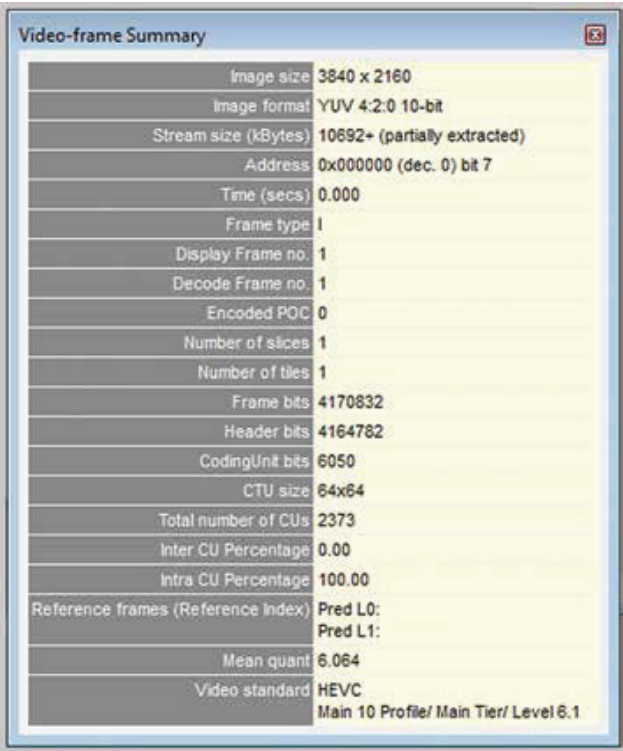 Video-frame Summary
Image size 3840 x 2160
Image format YUV 4:2:0 10-bit
Stream size (kBytes) 10692+ (partially extracted)
Address 0x000000 (dec. 0) bit 7
Time (secs) 0.000
Frame type I
Display Frame no. 1
Decode Frame no. 1
Encoded POC 0
Number of slices 1
Number of tiles 1
Frame bits 4170832
Header bits 4164782
CodingUnit bits 6050
CTU size 64x64
Total number of CUs 2373
Inter CU Percentage 0.00
Intra CU Percentage 100.00
Reference frames (Reference Index) Pred L0:
Pred L1:
Mean quant 6.064
Video standard HEVC
Main 10 Profile/ Main Tier/ Level 6.1